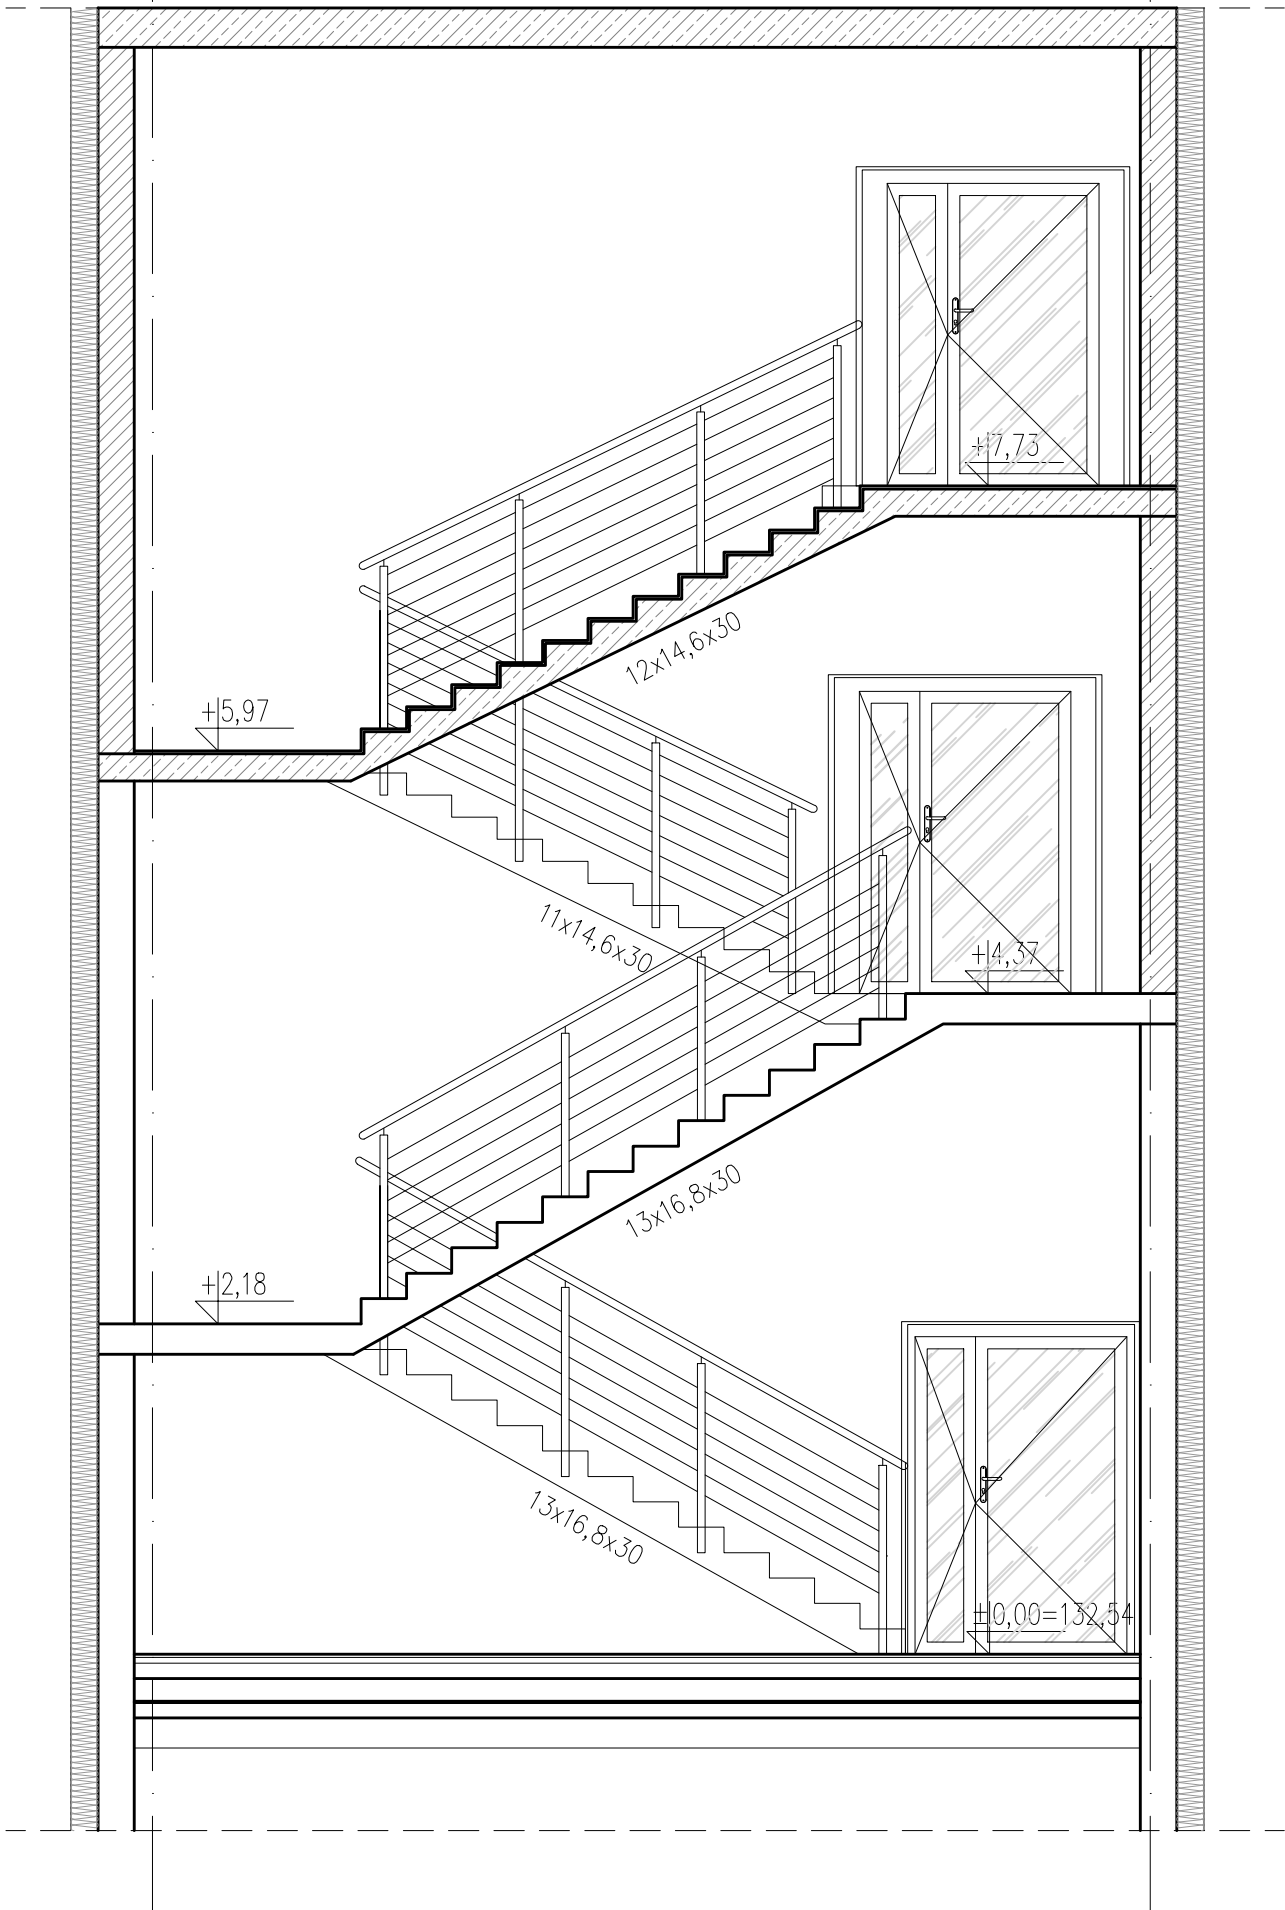 +7,73
12x14,6x30
+5,97
11x14,6x30
+4,37
13x16,8x30
+2,18
13x16,8x30
±0,00=132,54